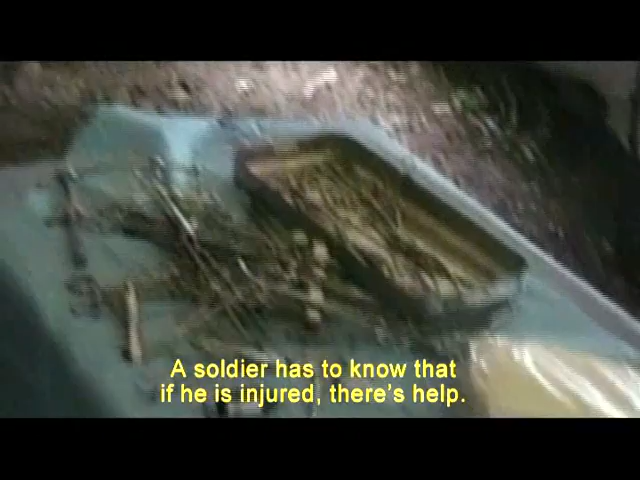 A soldier has to know that
if he is injured, there's help.